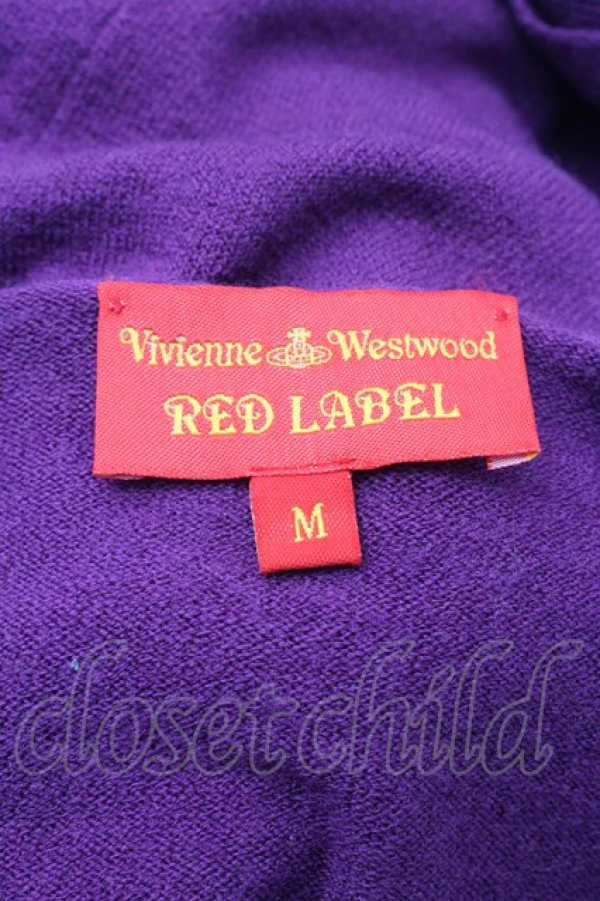 Vivienne Westwood
RED LABEL
M
closetchild